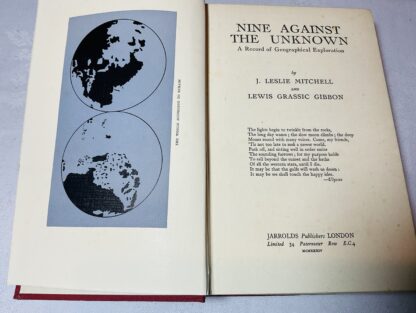 THE WORLD ACCORDING TO
NINE AGAINST
THE UNKNOWN
A Record of Geographical Exploration
by
J. LESLIE MITCHELL
AND
LEWIS GRASSIC GIBBON
The lights begin to twinkle from the rocks,
The long day wanes; the slow moon climbs; the deep
Moans round with many voices. Come, my friends,
'Tis not too late to seek a newer world.
Push off, and sitting well in order smite
The sounding furrows; for my purpose holds
To sail beyond the sunset and the baths
Of all the western stars, until I die.
It may be that the gulfs will wash us down:
It may be we shall touch the happy isles.
—Ulysses
JARROLDS Publishers LONDON
Limited 34 Paternoster Row E.C.4
MCMXXXIV